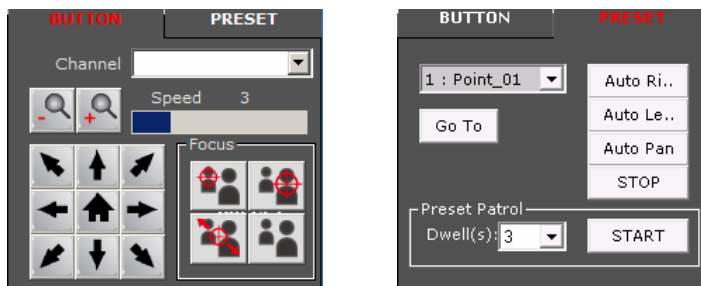 BUTTON PRESET
Channel
Speed 3
Focus
BUTTON PRESET
1 : Point_01
Go To
Auto Ri..
Auto Le..
Auto Pan
STOP
Preset Patrol
Dwell(s): 3
START